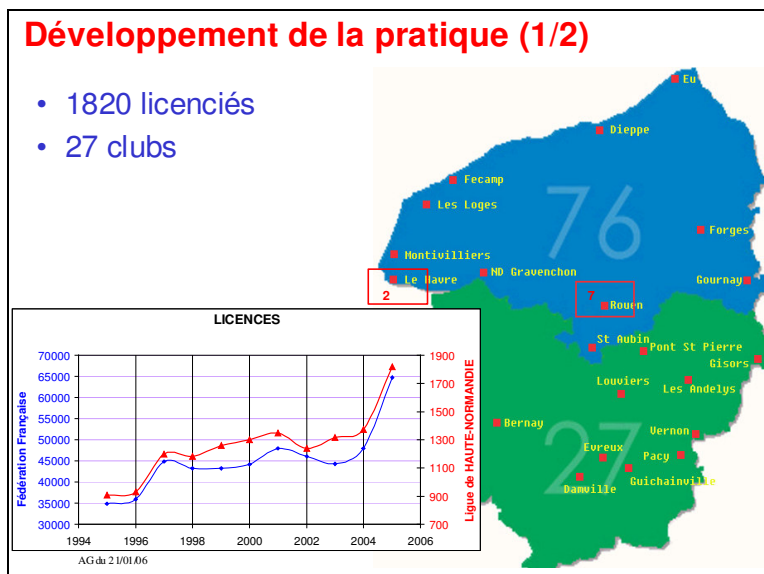 Développement de la pratique (1/2)
• 1820 licenciés
• 27 clubs
Eu
Dieppe
Fecamp
Les Loges
76
Forges
Montivilliers
ND Gravenchon
Le Havre
Gournay
2
7
Rouen
St Aubin
Pont St Pierre
Gisors
Louviers
Les Andelys
Bernay
Vernon
Evreux
Pacy
27
Guichainville
Damville
LICENCES
Fédération Française
70000
65000
60000
55000
50000
45000
40000
35000
30000
1900
1700
1500
1300
1100
900
700
Ligue de HAUTE-NORMANDIE
1994 1996 1998 2000 2002 2004 2006
AG du 21/01/06